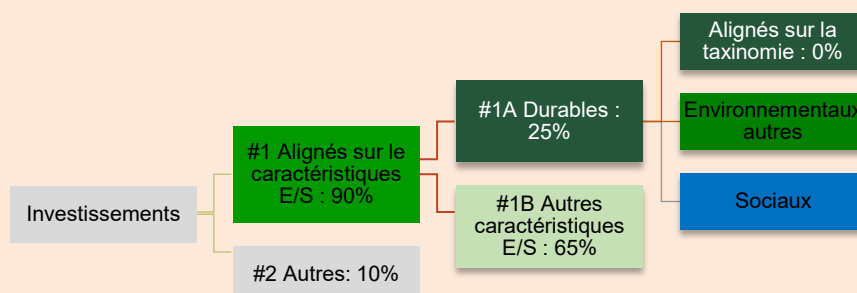 Investissements
#1 Alignés sur le
caractéristiques
E/S : 90%
#2 Autres: 10%
#1A Durables :
25%
#1B Autres
caractéristiques
E/S : 65%
Alignés sur la
taxinomie : 0%
Environnementaux
autres
Sociaux